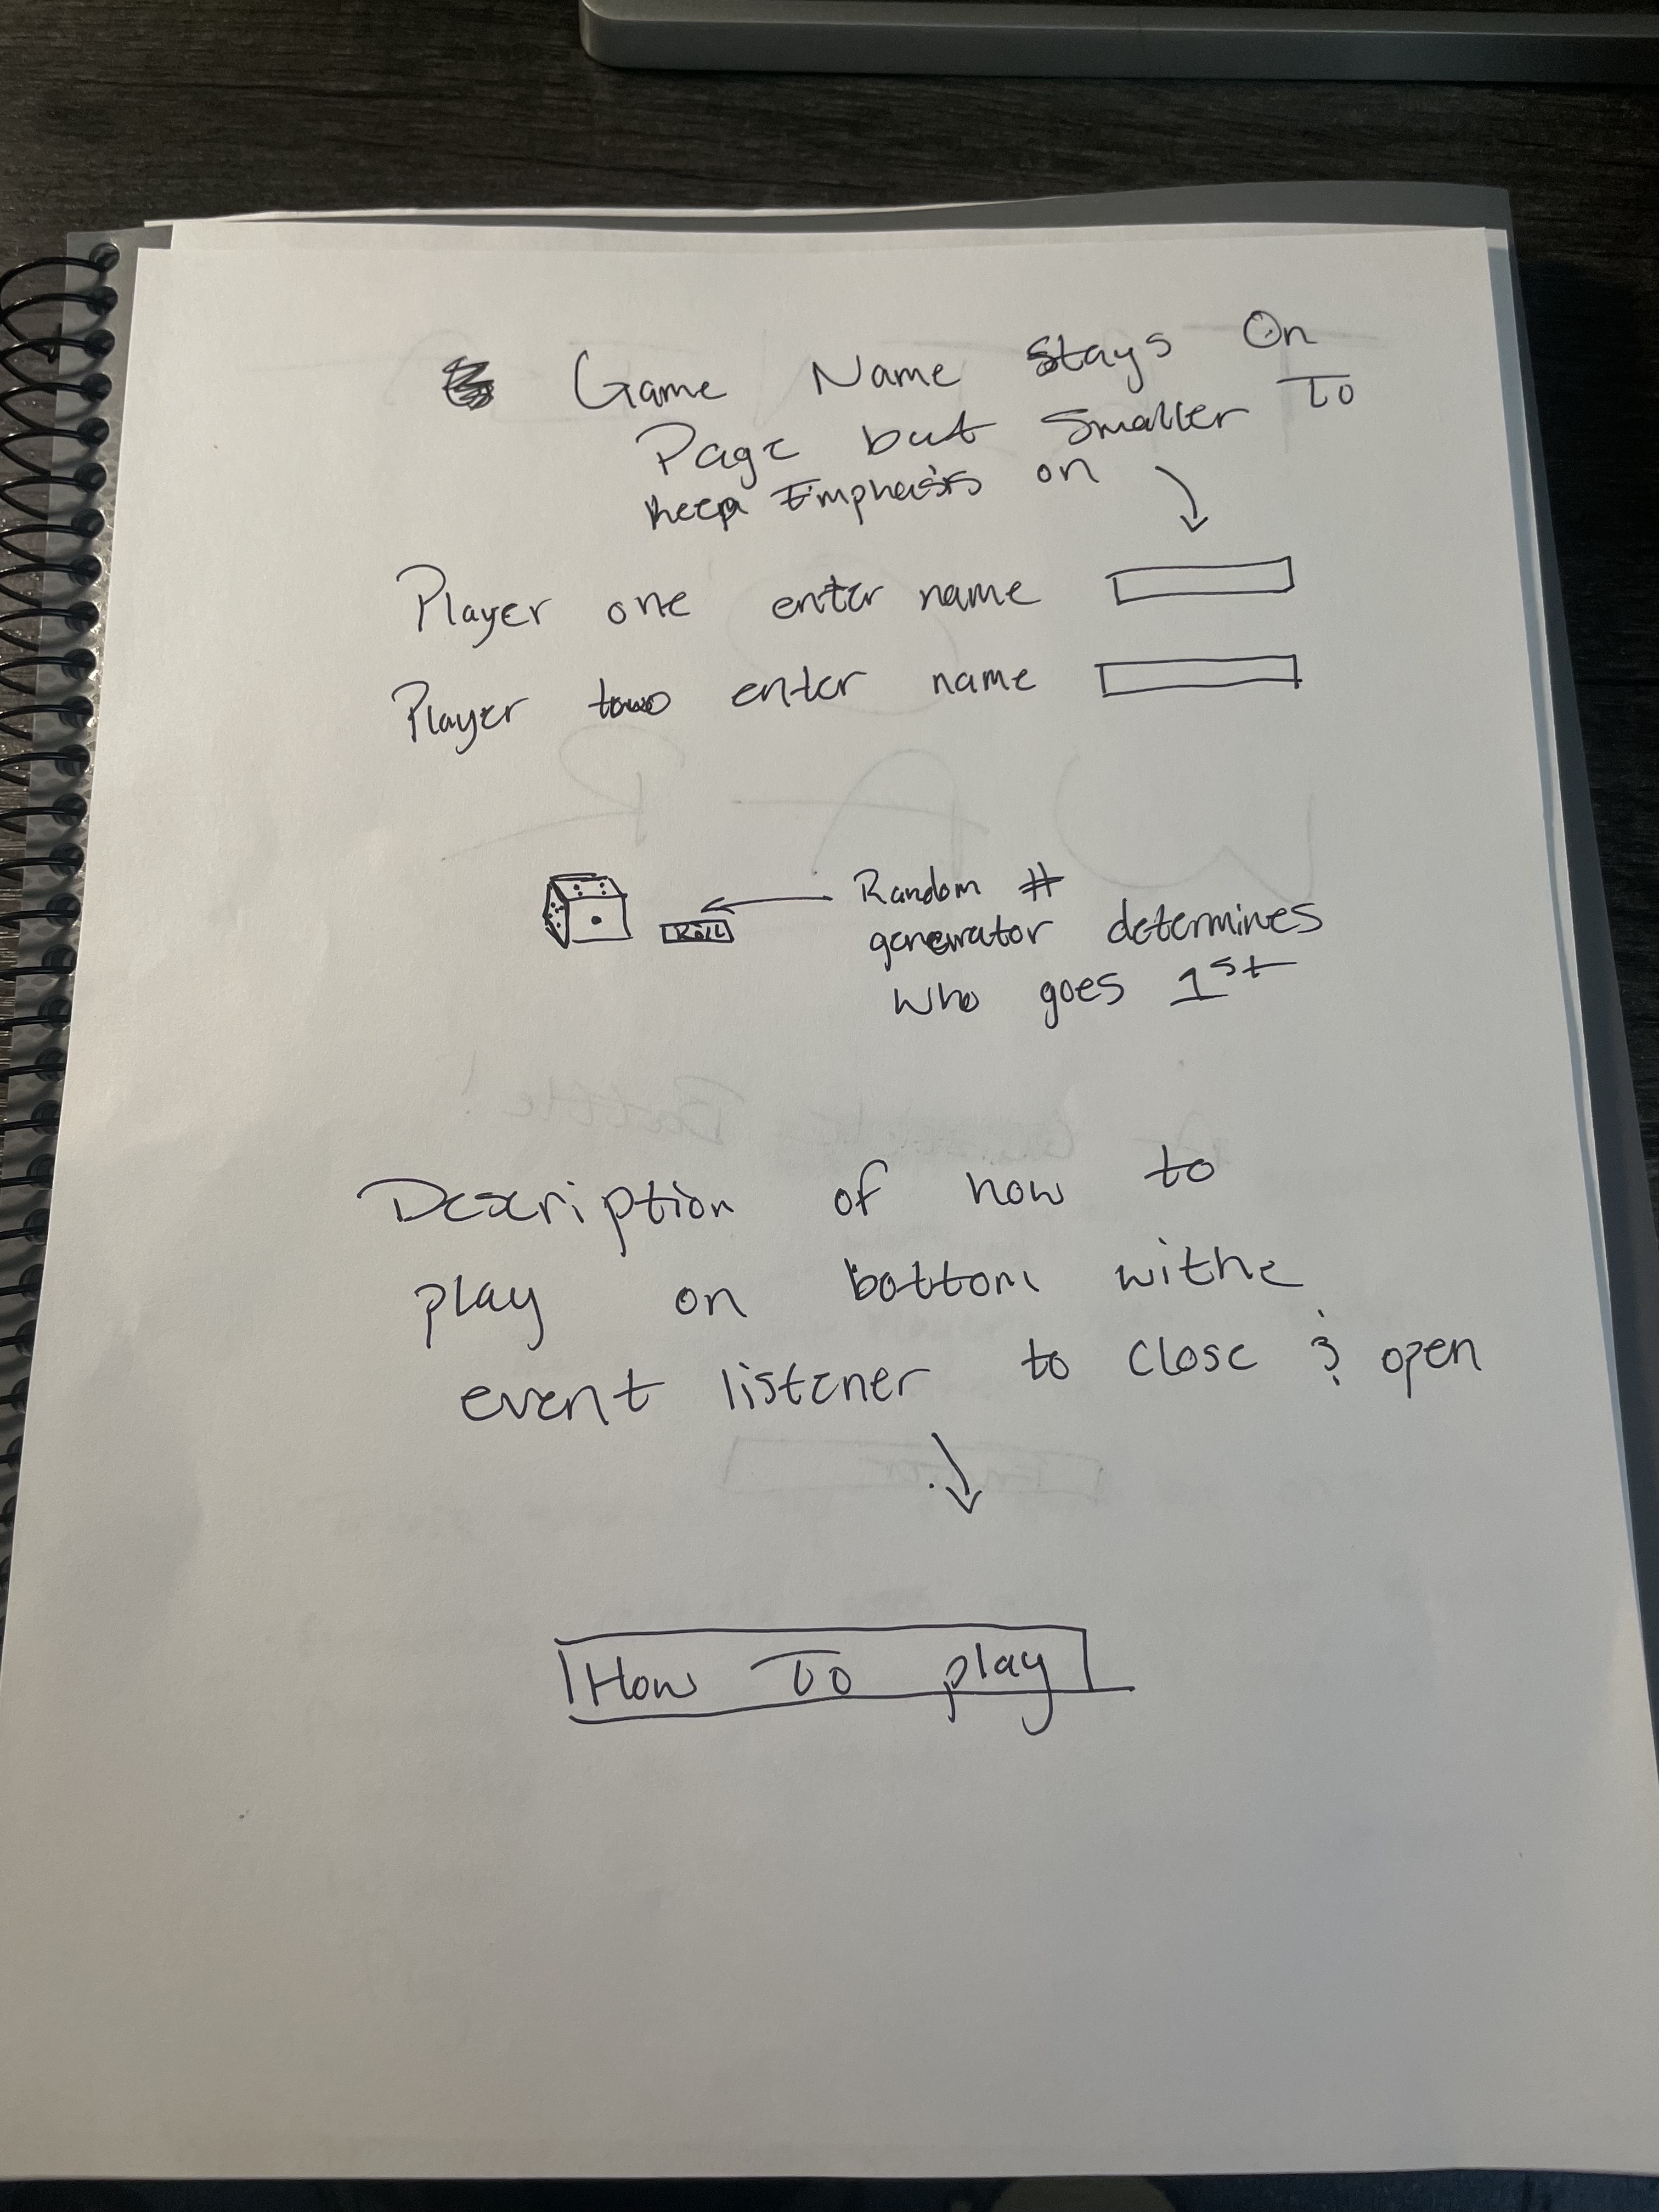 Game Name Stays On
Page but Smaller To
keep Emphasis on
Player one enter name
Player two enter name
Roll
Random #
generator determines
who goes 1st
Description of how to
play on bottom withe
event listener to close & open
How To play